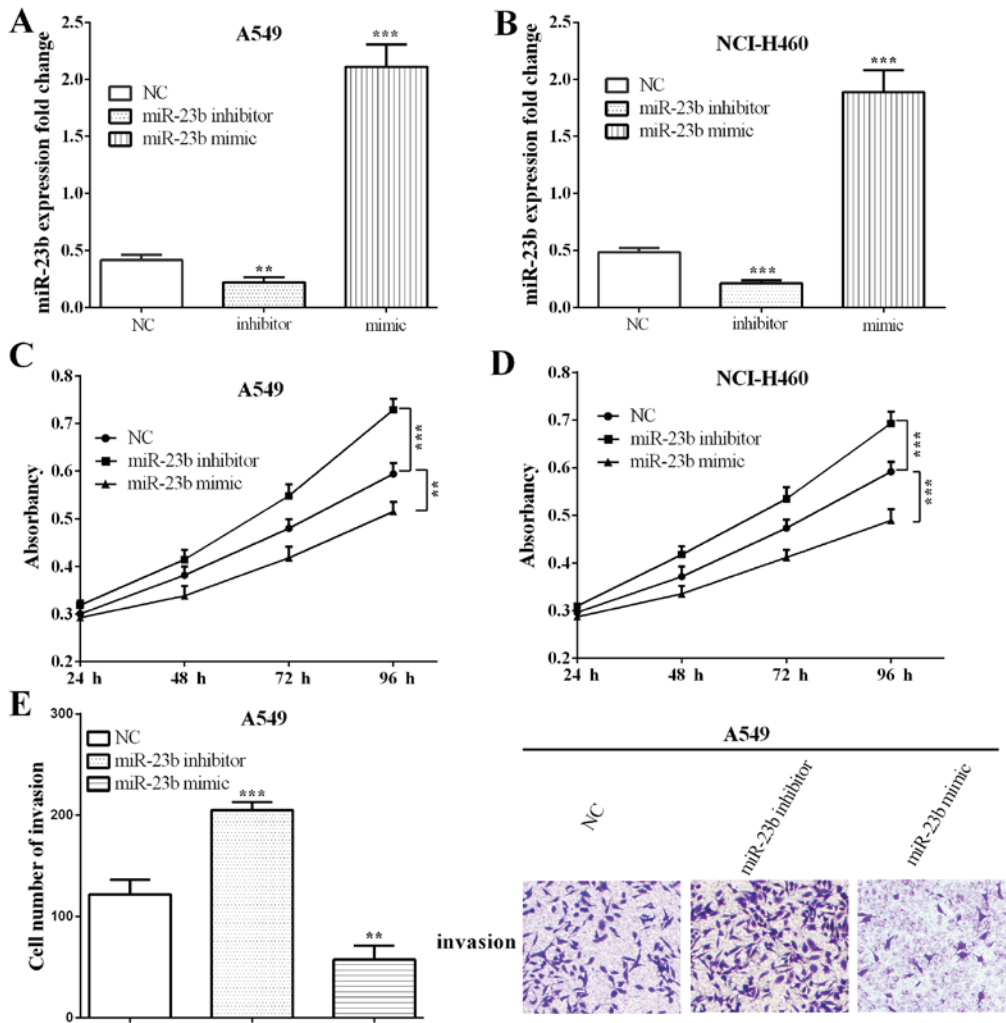 A
A549
miR-23b expression fold change
2.5
2.0
1.5
1.0
0.5
0.0
***
**
NC
miR-23b inhibitor
miR-23b mimic
NC
inhibitor
mimic
B
NCI-H460
miR-23b expression fold change
2.5
2.0
1.5
1.0
0.5
0.0
***
***
NC
miR-23b inhibitor
miR-23b mimic
NC
inhibitor
mimic
C
A549
Absorbancy
0.8
0.7
0.6
0.5
0.4
0.3
0.2
NC
miR-23b inhibitor
miR-23b mimic
***
**
24 h
48 h
72 h
96 h
D
NCI-H460
Absorbancy
0.8
0.7
0.6
0.5
0.4
0.3
0.2
NC
miR-23b inhibitor
miR-23b mimic
***
***
24 h
48 h
72 h
96 h
E
A549
Cell number of invasion
300
200
100
0
NC
miR-23b inhibitor
miR-23b mimic
***
**
A549
NC
miR-23b inhibitor
miR-23b mimic
invasion